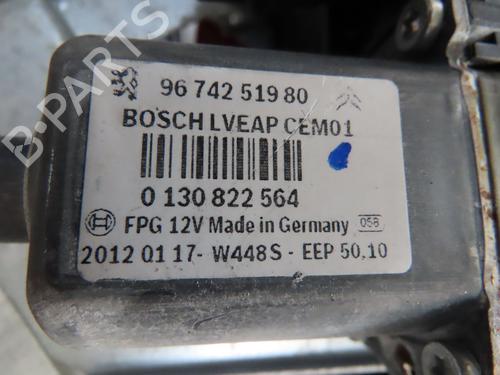 96 742 519 80
BOSCH LVEAP CEM01
0 130 822 564
FPG 12V Made in Germany 058
2012 01 17- W448S - EEP 50.10